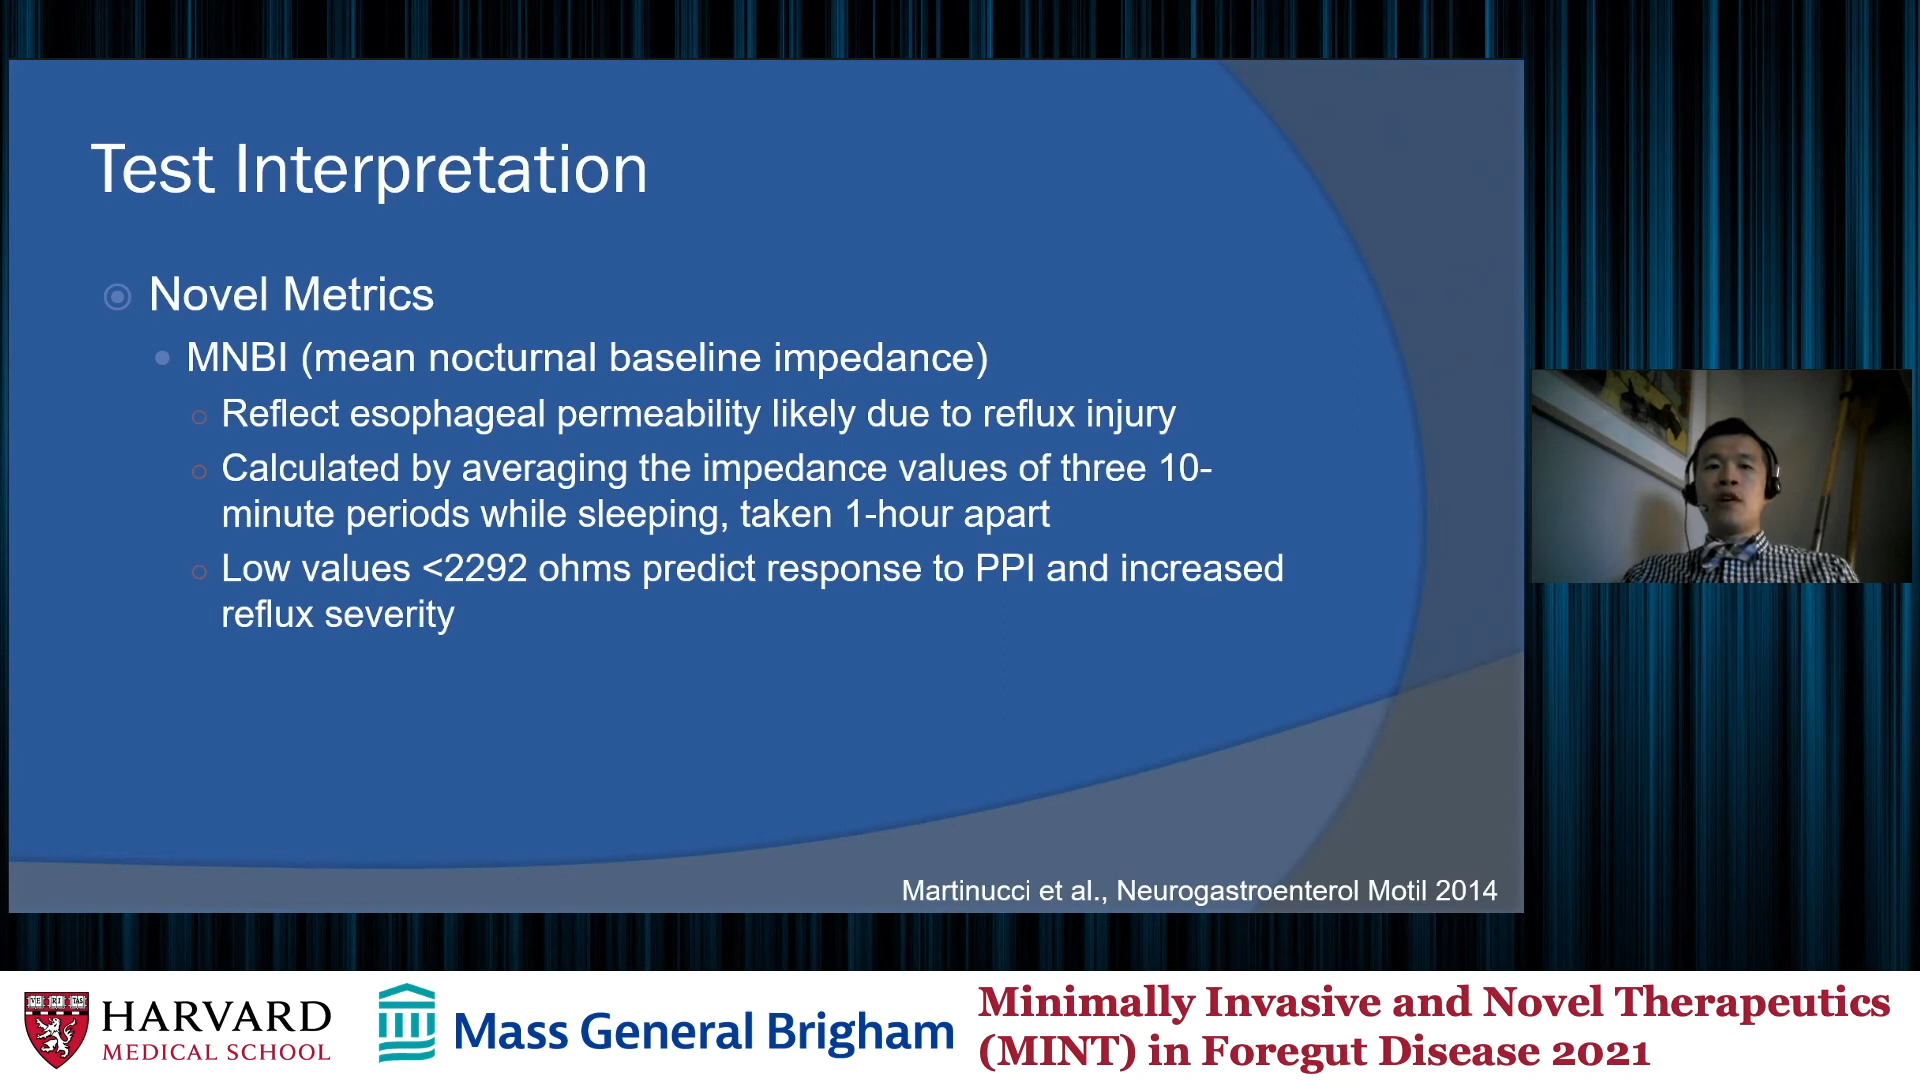 Test Interpretation
Novel Metrics
MNBI (mean nocturnal baseline impedance)
Reflect esophageal permeability likely due to reflux injury
Calculated by averaging the impedance values of three 10-
minute periods while sleeping, taken 1-hour apart
Low values <2292 ohms predict response to PPI and increased
reflux severity
Martinucci et al., Neurogastroenterol Motil 2014
VE RI TAS
HARVARD
MEDICAL SCHOOL
Mass General Brigham
Minimally Invasive and Novel Therapeutics
(MINT) in Foregut Disease 2021